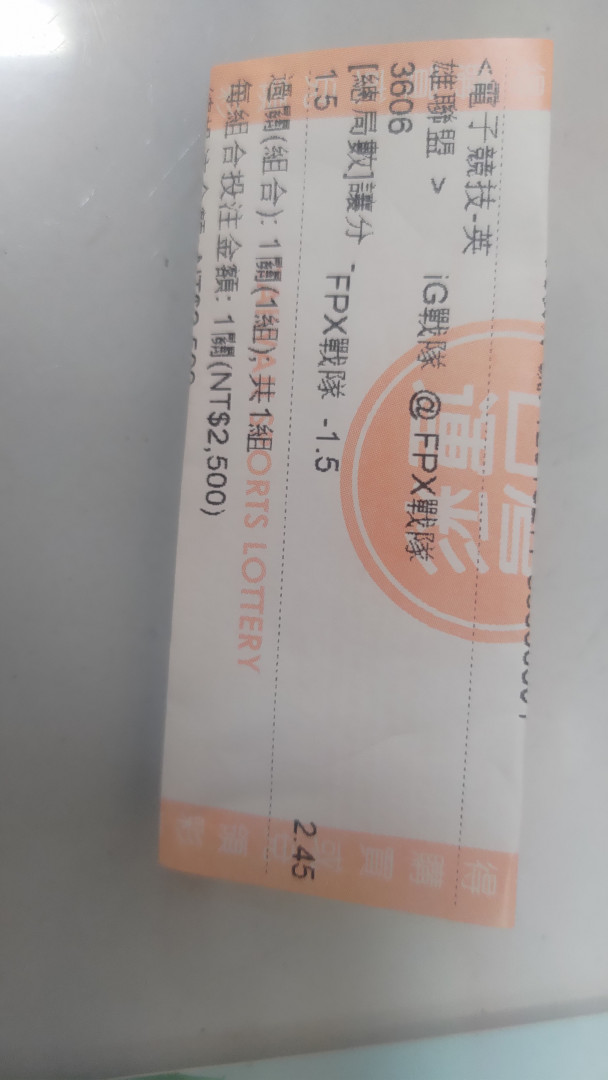 <電子競技-英
雄聯盟 >
iG戰隊 @ FPX戰隊
3606
[總局數]讓分 -
1.5
FPX戰隊 -1.5
2.45
過關(組合): 1關(1組),共1組
每組合投注金額: 1關(NT$2,500)
運彩
SPORTS LOTTERY